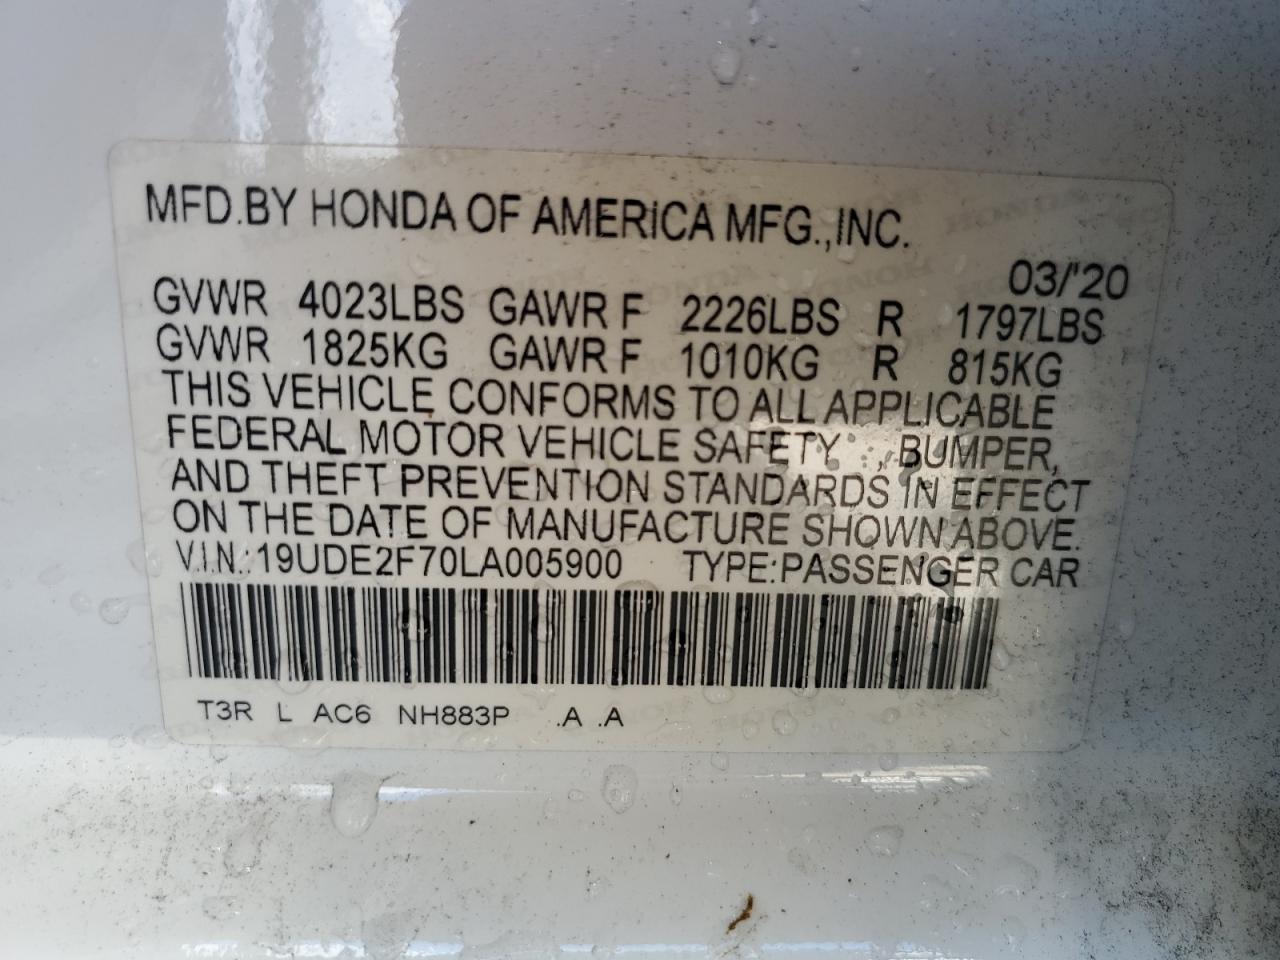 MFD.BY HONDA OF AMERICA MFG.,INC.
03/'20
GVWR 4023LBS GAWR F 2226LBS R 1797LBS
GVWR 1825KG GAWR F 1010KG R 815KG
THIS VEHICLE CONFORMS TO ALL APPLICABLE
FEDERAL MOTOR VEHICLE SAFETY , BUMPER,
AND THEFT PREVENTION STANDARDS IN EFFECT
ON THE DATE OF MANUFACTURE SHOWN ABOVE.
V.I.N.: 19UDE2F70LA005900 TYPE:PASSENGER CAR
T3R L AC6 NH883P .A .A